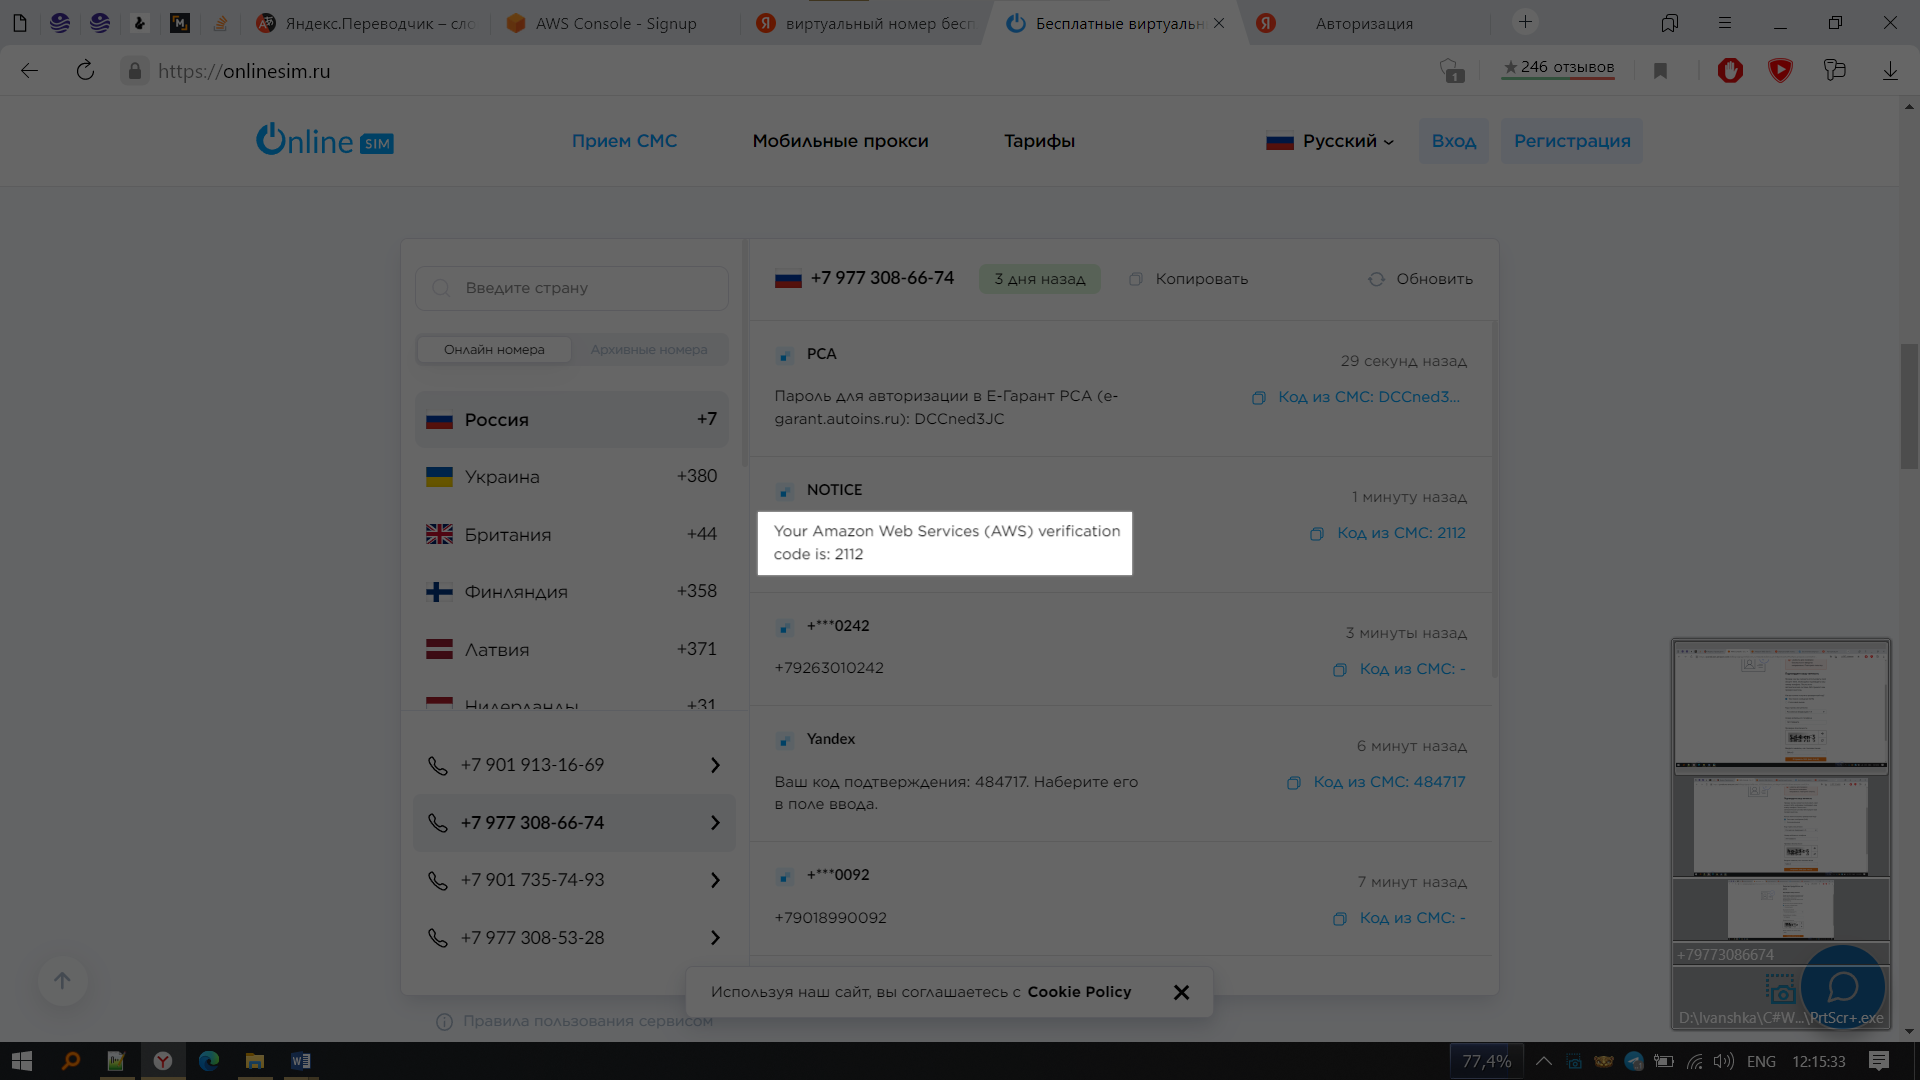 Яндекс.Переводчик – сло
AWS Console - Signup
виртуальный номер бесп
Бесплатные виртуальн
Авторизация
https://onlinesim.ru
1
★246 отзывов
Online SIM
Прием СМС
Мобильные прокси
Тарифы
Русский
Вход
Регистрация
Введите страну
Онлайн номера
Архивные номера
Россия +7
Украина +380
Британия +44
Финляндия +358
Латвия +371
Нидерланды +31
+7 901 913-16-69
+7 977 308-66-74
+7 901 735-74-93
+7 977 308-53-28
+7 977 308-66-74
3 дня назад
Копировать
Обновить
РСА
29 секунд назад
Пароль для авторизации в Е-Гарант РСА (e-
garant.autoins.ru): DCCned3JC
Код из СМС: DCCned3...
NOTICE
1 минуту назад
Your Amazon Web Services (AWS) verification
code is: 2112
Код из СМС: 2112
+***0242
3 минуты назад
+79263010242
Код из СМС: -
Yandex
6 минут назад
Ваш код подтверждения: 484717. Наберите его
в поле ввода.
Код из СМС: 484717
+***0092
7 минут назад
+79018990092
Код из СМС: -
Используя наш сайт, вы соглашаетесь с Cookie Policy
Правила пользования сервисом
+79773086674
D:\Ivanshka\C#W...\PrtScr+.exe
77,4%
ENG
12:15:33